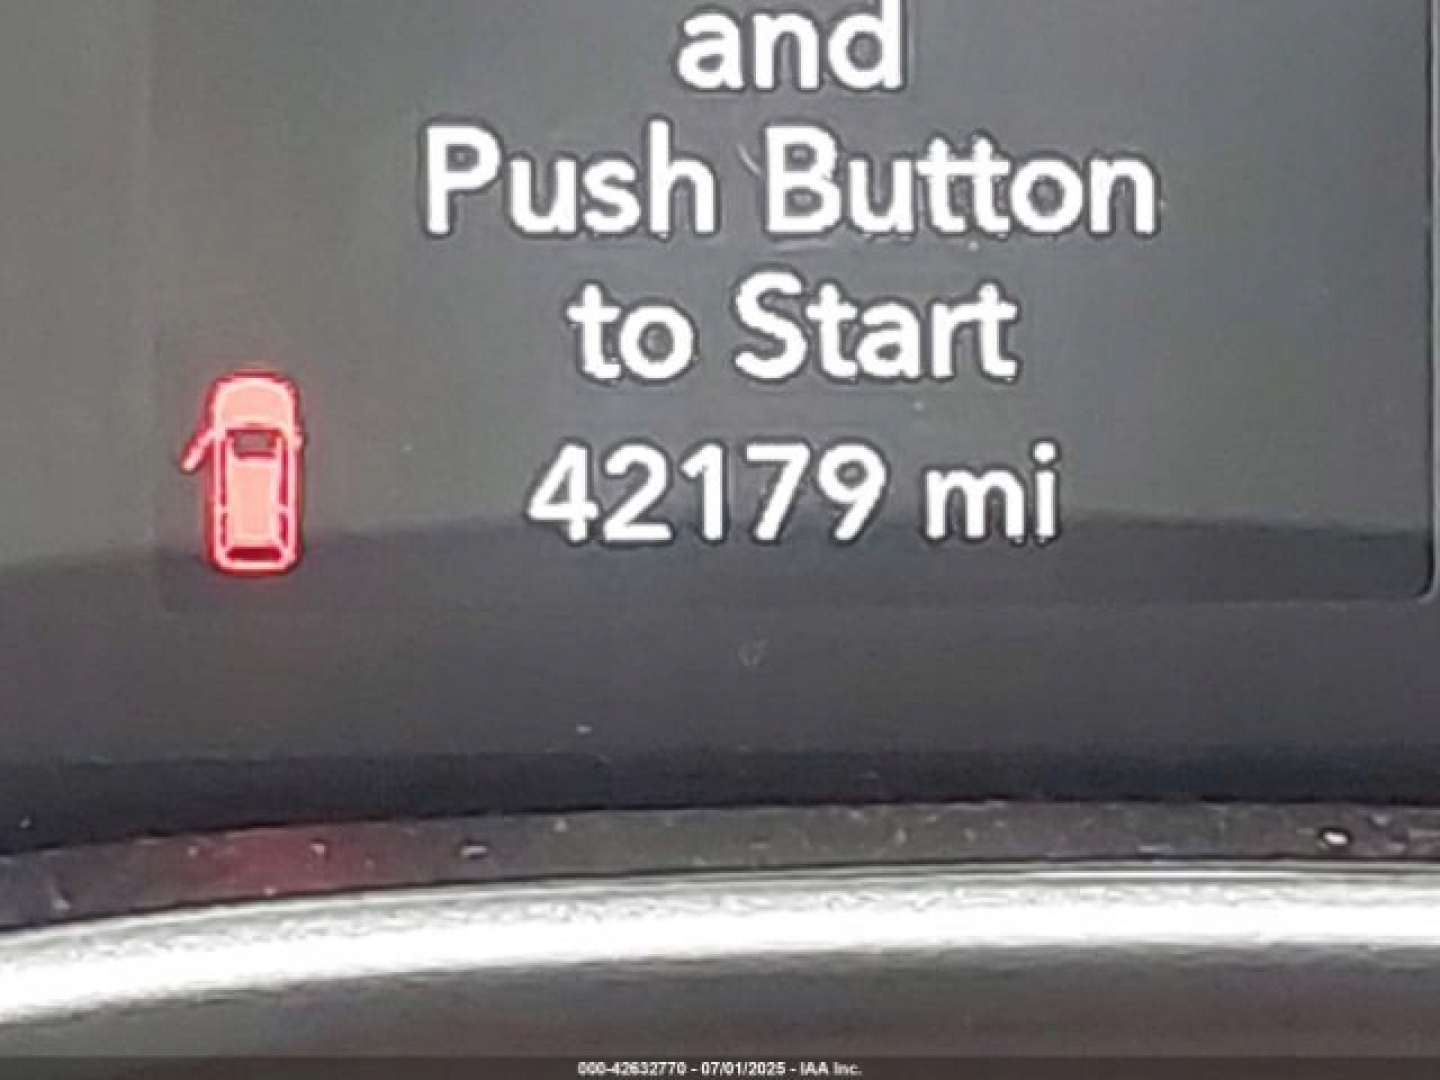 and
Push Button
to Start
42179 mi
000-42632770 - 07/01/2025 - IAA Inc.